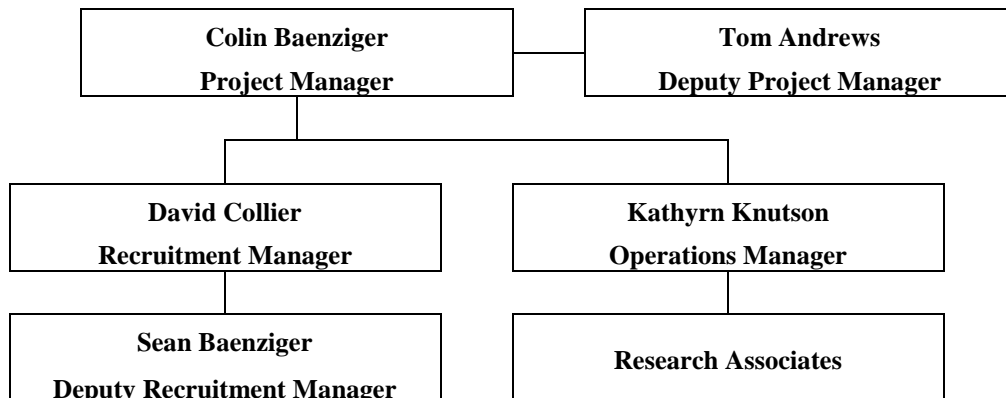 Colin Baenziger
Project Manager
Tom Andrews
Deputy Project Manager
David Collier
Recruitment Manager
Kathyrn Knutson
Operations Manager
Sean Baenziger
Deputy Recruitment Manager
Research Associates